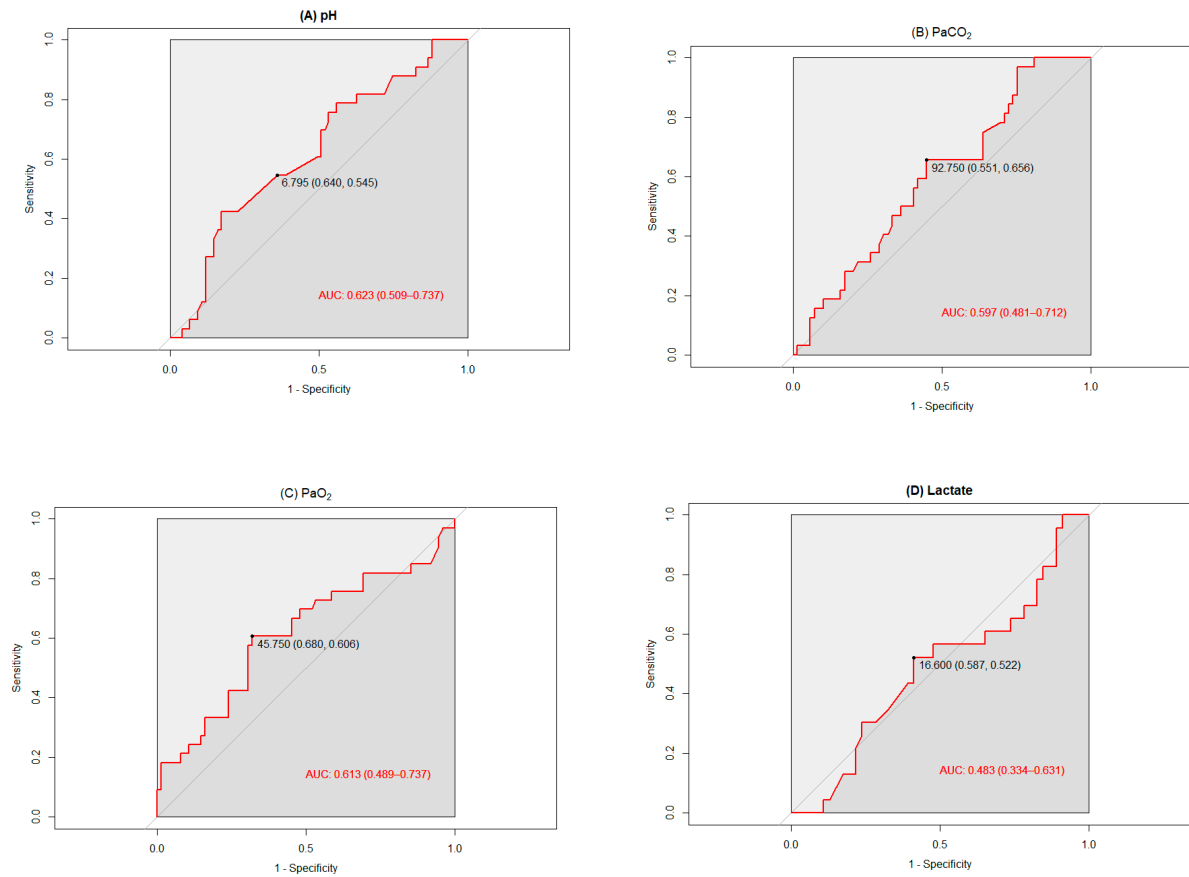 (A) pH
Sensitivity
0.0 0.2 0.4 0.6 0.8 1.0
6.795 (0.640, 0.545)
AUC: 0.623 (0.509–0.737)
0.0 0.5 1.0
1 - Specificity
(B) PaCO₂
Sensitivity
0.0 0.2 0.4 0.6 0.8 1.0
92.750 (0.551, 0.656)
AUC: 0.597 (0.481–0.712)
0.0 0.5 1.0
1 - Specificity
(C) PaO₂
Sensitivity
0.0 0.2 0.4 0.6 0.8 1.0
45.750 (0.680, 0.606)
AUC: 0.613 (0.489–0.737)
0.0 0.5 1.0
1 - Specificity
(D) Lactate
Sensitivity
0.0 0.2 0.4 0.6 0.8 1.0
16.600 (0.587, 0.522)
AUC: 0.483 (0.334–0.631)
0.0 0.5 1.0
1 - Specificity